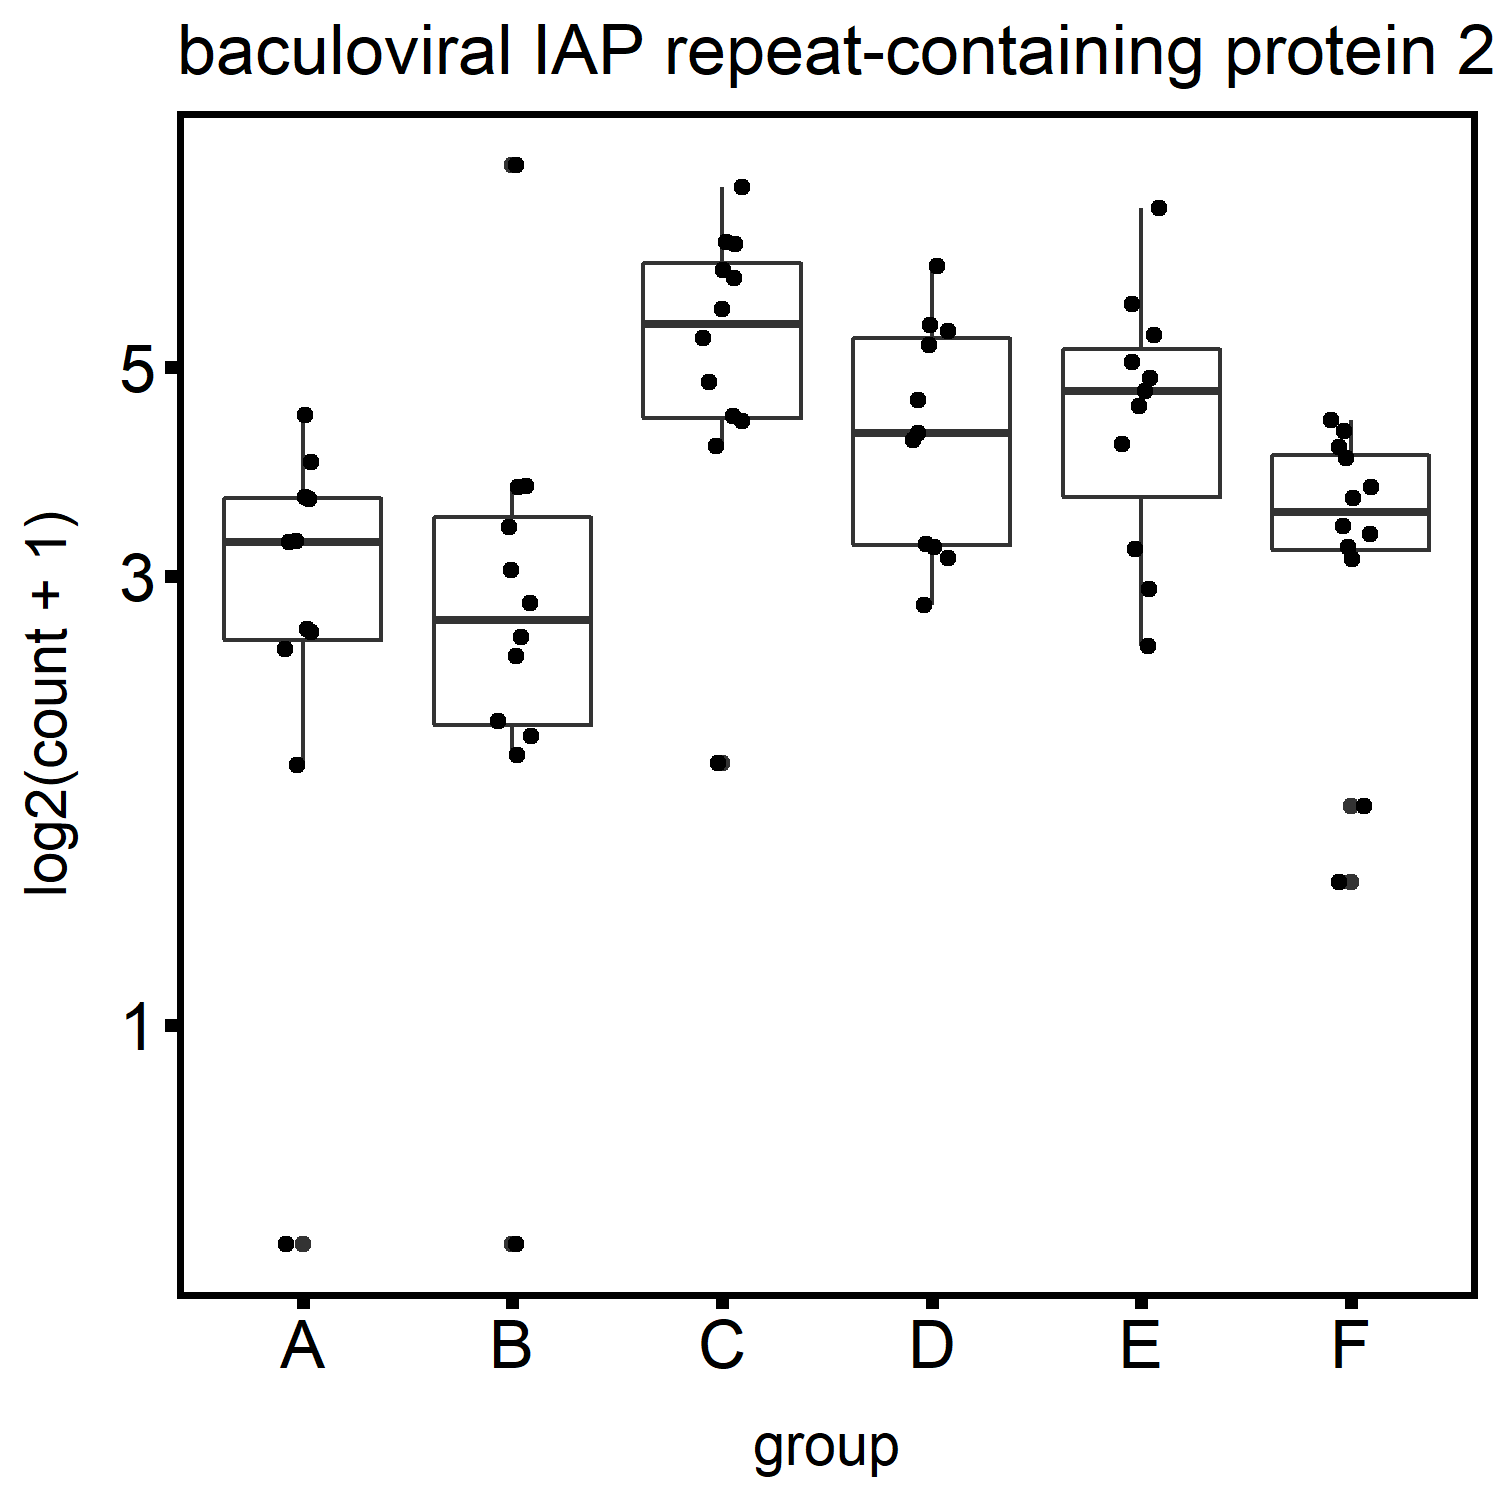 baculoviral IAP repeat-containing protein 2
5
3
1
log2(count + 1)
A B C D E F
group